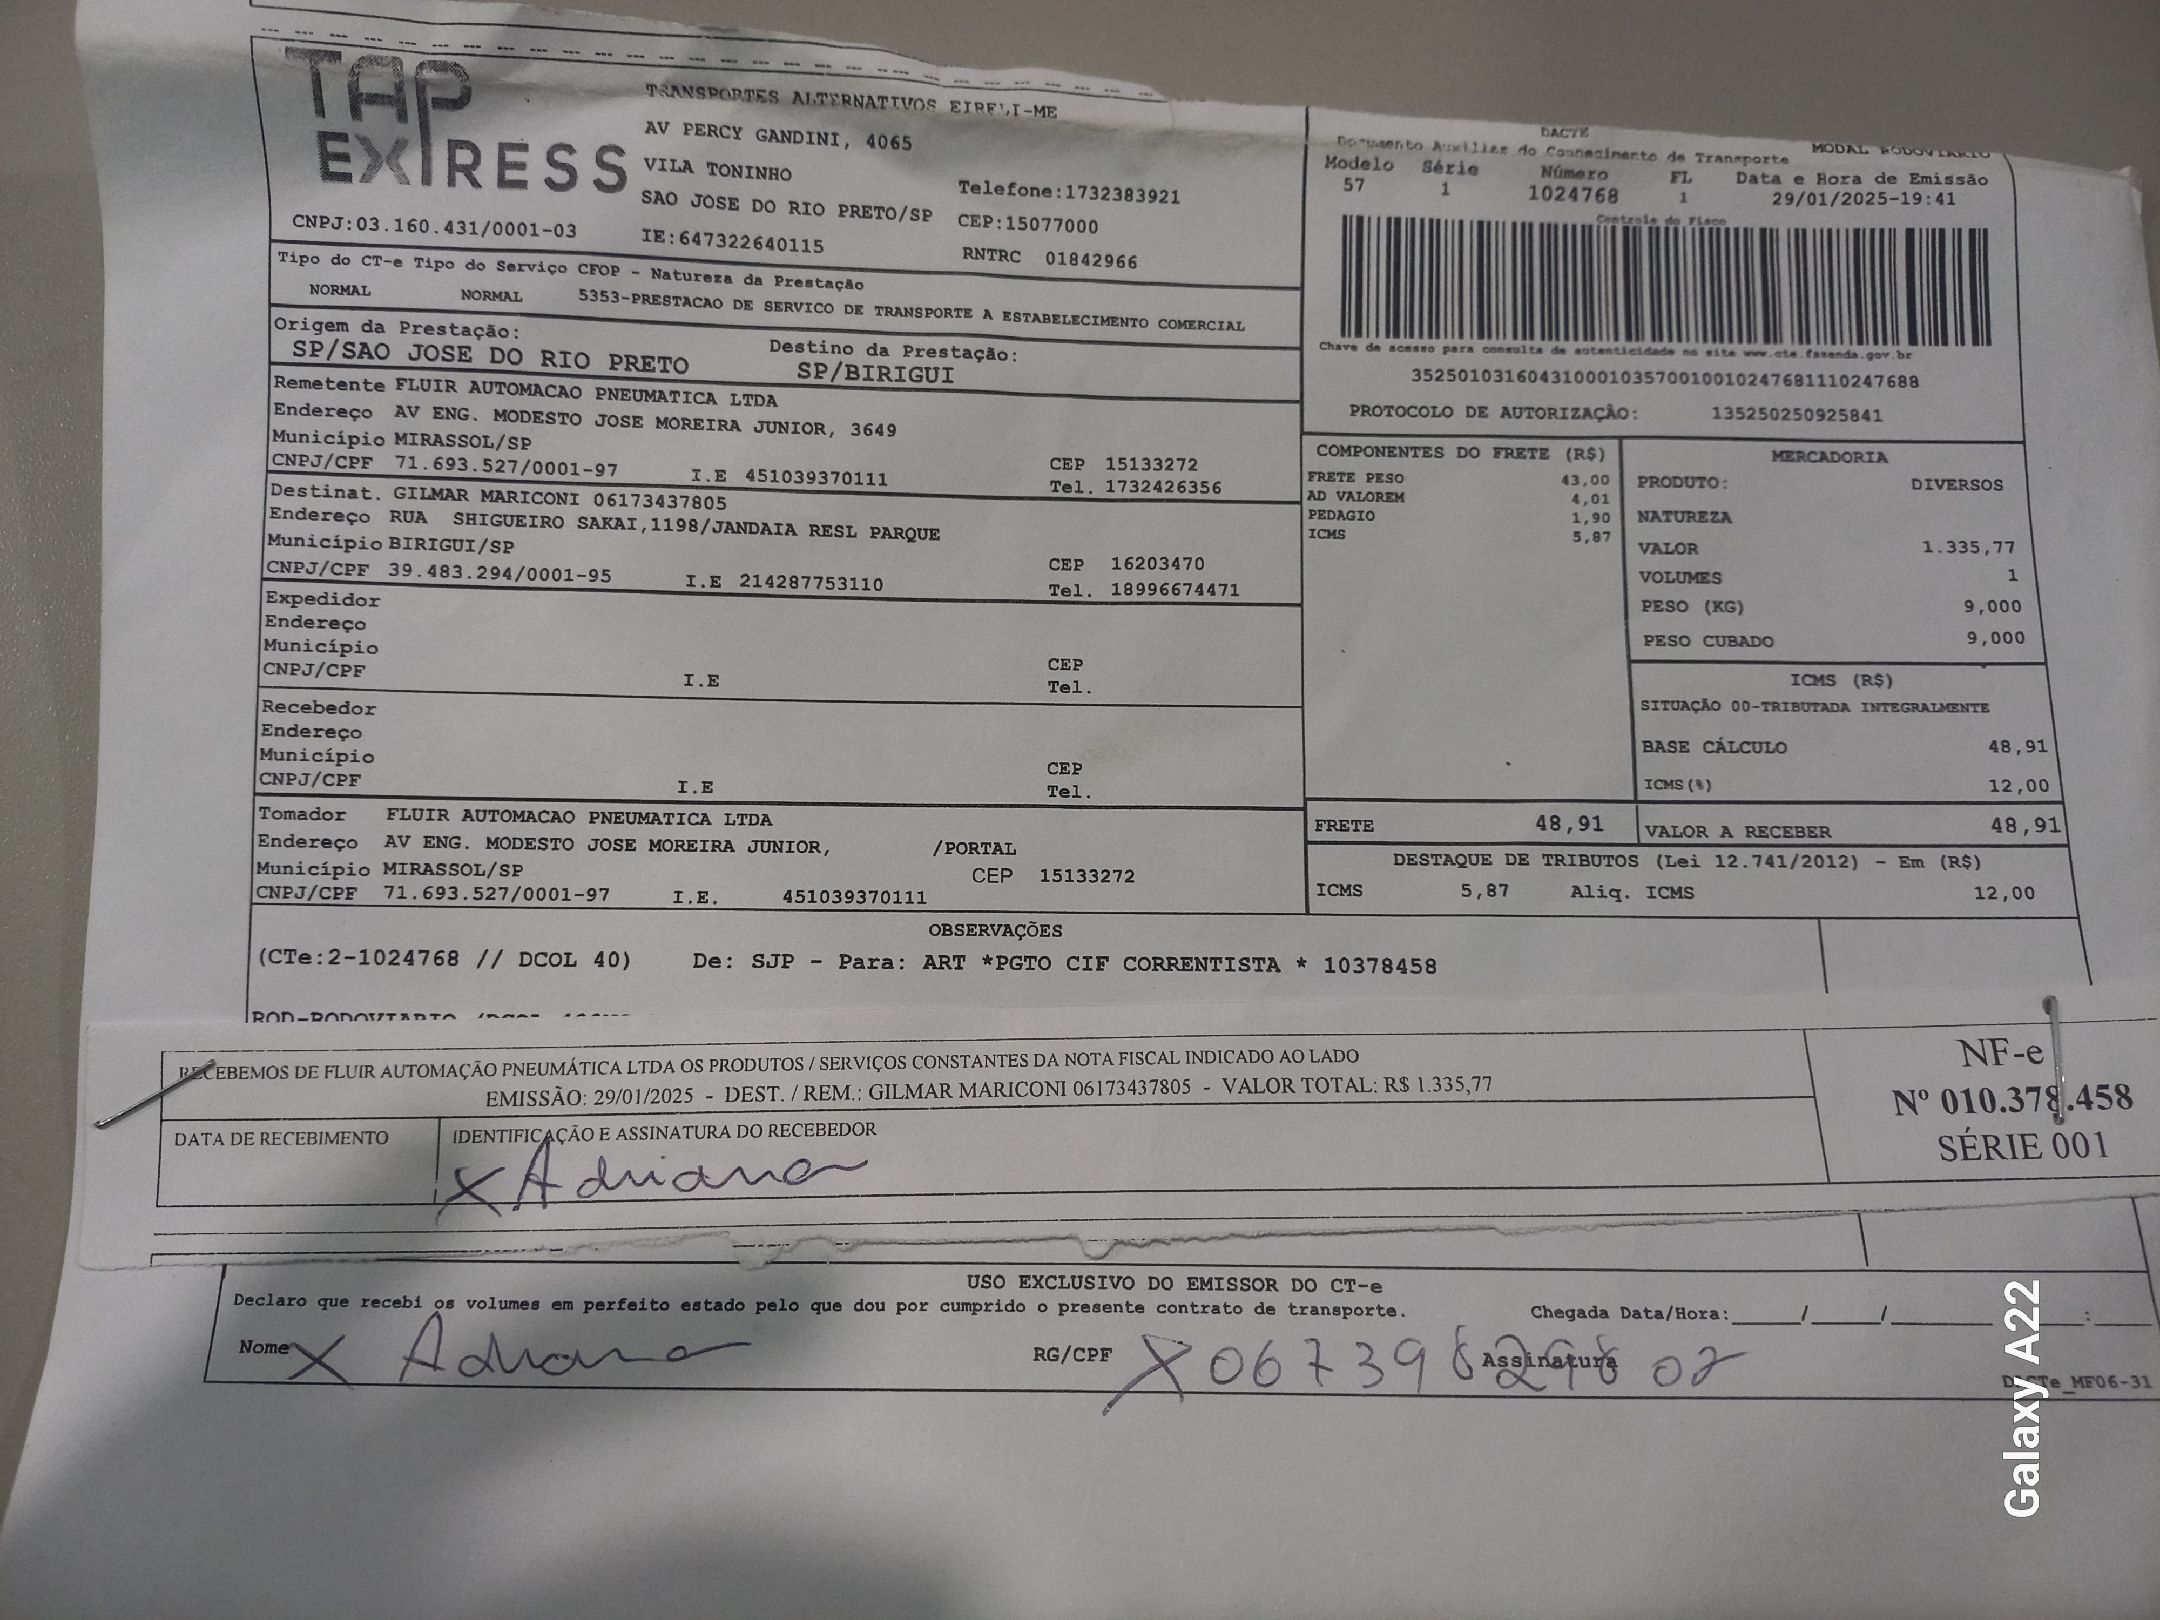 TAP
EXPRESS
CNPJ:03.160.431/0001-03
TRANSPORTES ALTERNATIVOS EIRELI-ME
AV PERCY GANDINI, 4065
VILA TONINHO
SAO JOSE DO RIO PRETO/SP
IE:647322640115
Telefone:1732383921
CEP:15077000
RNTRC 01842966
DACTE
Documento Auxiliar do Conhecimento de Transporte MODAL RODOVIARIO
Modelo Série Número FL Data e Hora de Emissão
57 1 1024768 1 29/01/2025-19:41
Controle do Fisco
Chave de acesso para consulta de autenticidade no site www.cte.fazenda.gov.br
35250103160431000103570010010247681110247688
PROTOCOLO DE AUTORIZAÇÃO: 135250250925841
Tipo do CT-e Tipo do Serviço CFOP - Natureza da Prestação
NORMAL NORMAL 5353-PRESTACAO DE SERVICO DE TRANSPORTE A ESTABELECIMENTO COMERCIAL
Origem da Prestação: Destino da Prestação:
SP/SAO JOSE DO RIO PRETO SP/BIRIGUI
Remetente FLUIR AUTOMACAO PNEUMATICA LTDA
Endereço AV ENG. MODESTO JOSE MOREIRA JUNIOR, 3649
Município MIRASSOL/SP CEP 15133272
CNPJ/CPF 71.693.527/0001-97 I.E 451039370111 Tel. 1732426356
Destinat. GILMAR MARICONI 06173437805
Endereço RUA SHIGUEIRO SAKAI,1198/JANDAIA RESL PARQUE
Município BIRIGUI/SP CEP 16203470
CNPJ/CPF 39.483.294/0001-95 I.E 214287753110 Tel. 18996674471
Expedidor
Endereço
Município CEP
CNPJ/CPF I.E Tel.
Recebedor
Endereço
Município CEP
CNPJ/CPF I.E Tel.
Tomador FLUIR AUTOMACAO PNEUMATICA LTDA
Endereço AV ENG. MODESTO JOSE MOREIRA JUNIOR, /PORTAL
Município MIRASSOL/SP CEP 15133272
CNPJ/CPF 71.693.527/0001-97 I.E. 451039370111
COMPONENTES DO FRETE (R$)
FRETE PESO 43,00
AD VALOREM 4,01
PEDAGIO 1,90
ICMS 5,87
MERCADORIA
PRODUTO: DIVERSOS
NATUREZA
VALOR 1.335,77
VOLUMES 1
PESO (KG) 9,000
PESO CUBADO 9,000
ICMS (R$)
SITUAÇÃO 00-TRIBUTADA INTEGRALMENTE
BASE CÁLCULO 48,91
ICMS(%) 12,00
FRETE 48,91 VALOR A RECEBER 48,91
DESTAQUE DE TRIBUTOS (Lei 12.741/2012) - Em (R$)
ICMS 5,87 Aliq. ICMS 12,00
OBSERVAÇÕES
(CTe:2-1024768 // DCOL 40) De: SJP - Para: ART *PGTO CIF CORRENTISTA * 10378458
ROD-RODOVIARIO
RECEBEMOS DE FLUIR AUTOMAÇÃO PNEUMÁTICA LTDA OS PRODUTOS / SERVIÇOS CONSTANTES DA NOTA FISCAL INDICADO AO LADO
EMISSÃO: 29/01/2025 - DEST. / REM.: GILMAR MARICONI 06173437805 - VALOR TOTAL: R$ 1.335,77
DATA DE RECEBIMENTO IDENTIFICAÇÃO E ASSINATURA DO RECEBEDOR
X Adriana
NF-e
Nº 010.378.458
SÉRIE 001
USO EXCLUSIVO DO EMISSOR DO CT-e
Declaro que recebi os volumes em perfeito estado pelo que dou por cumprido o presente contrato de transporte. Chegada Data/Hora:_____/_____/_____ :
Nome X Adriana RG/CPF X Assinatura
DACTe_MF06-31
Galaxy A22